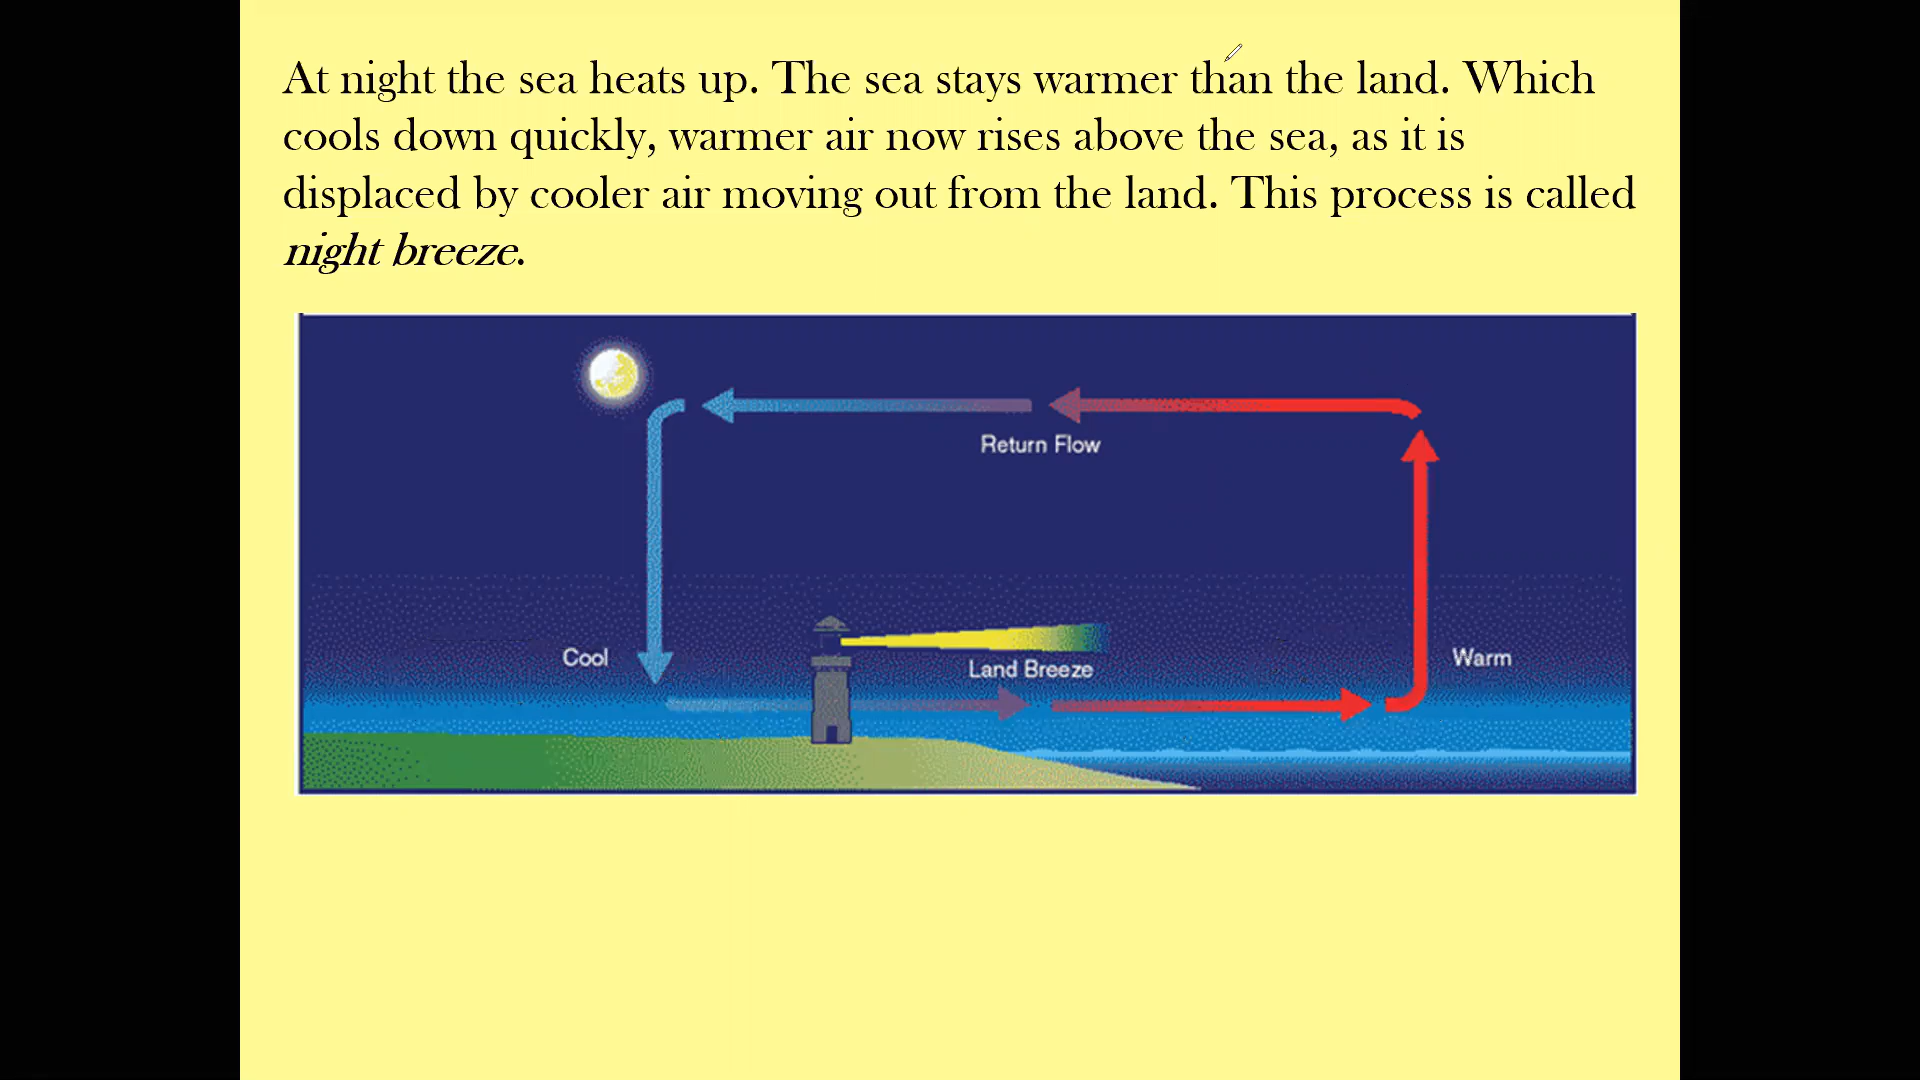 At night the sea heats up. The sea stays warmer than the land. Which
cools down quickly, warmer air now rises above the sea, as it is
displaced by cooler air moving out from the land. This process is called
night breeze.
Return Flow
Cool
Land Breeze
Warm